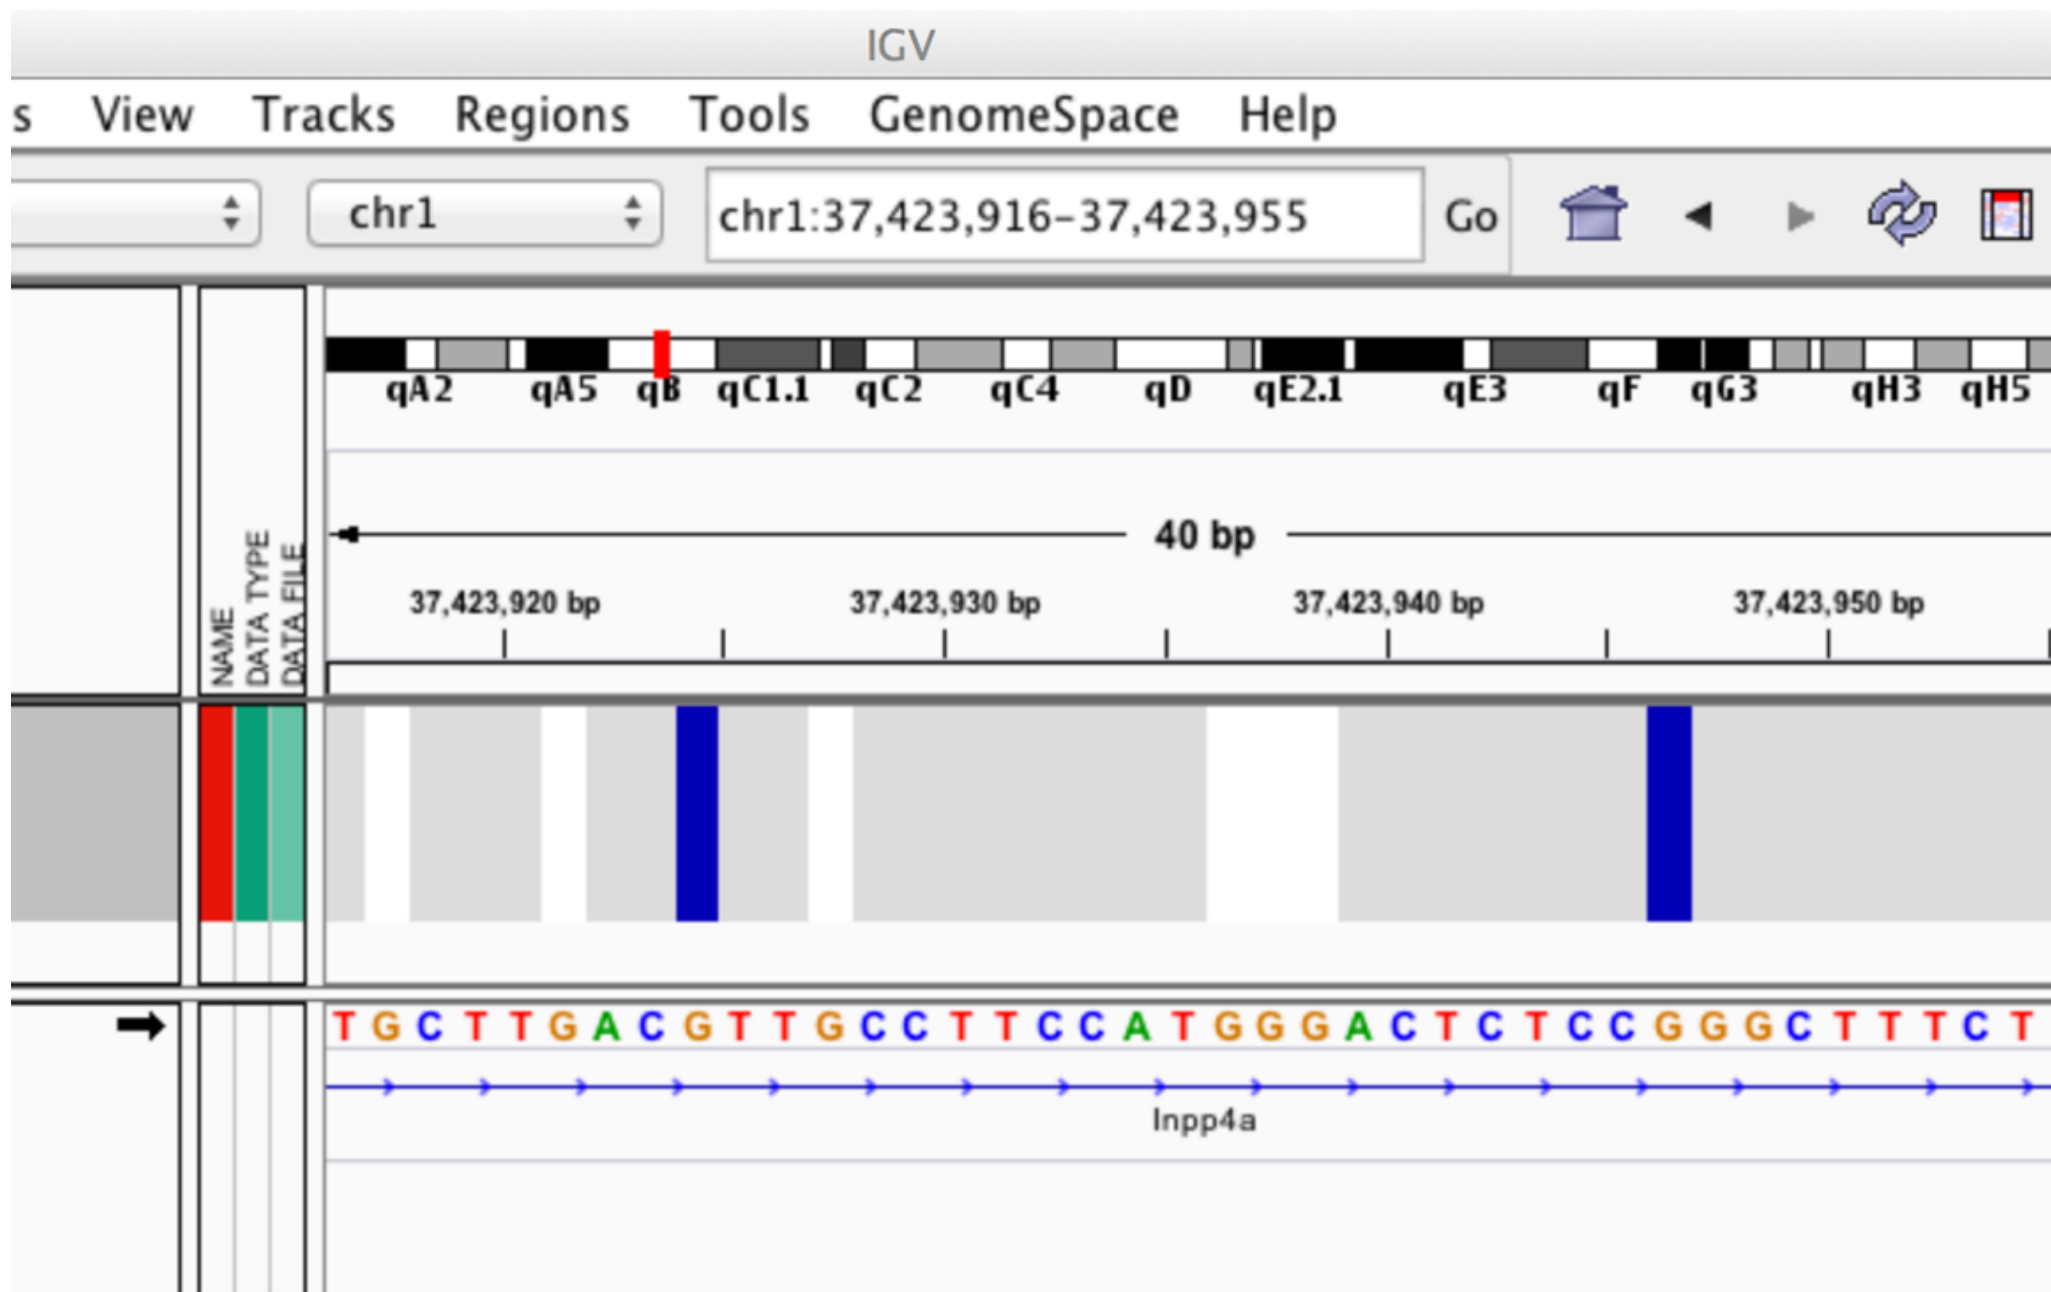 IGV
s View Tracks Regions Tools GenomeSpace Help
chr1 chr1:37,423,916-37,423,955 Go
qA2 qA5 qB qC1.1 qC2 qC4 qD qE2.1 qE3 qF qG3 qH3 qH5
40 bp
37,423,920 bp 37,423,930 bp 37,423,940 bp 37,423,950 bp
NAME
DATA TYPE
DATA FILE
T G C T T G A C G T T G C C T T C C A T G G G A C T C T C C G G G C T T T C T
Inpp4a